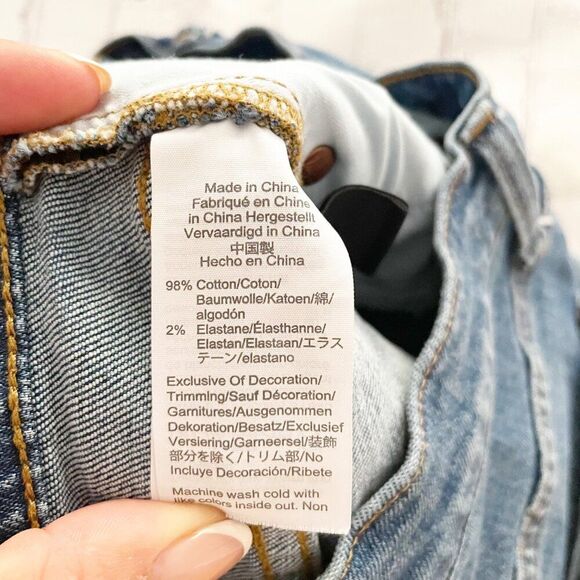 Made in China
Fabriqué en Chine
in China Hergestellt
Vervaardigd in China
中国製
Hecho en China
98% Cotton/Coton/
Baumwolle/Katoen/綿/
algodón
2% Elastane/Élasthanne/
Elastan/Elastaan/エラス
テーン/elastano
Exclusive Of Decoration/
Trimming/Sauf Décoration/
Garnitures/Ausgenommen
Dekoration/Besatz/Exclusief
Versiering/Garneersel/装飾
部分を除く/トリム部/No
Incluye Decoración/Ribete
Machine wash cold with
like colors inside out. Non